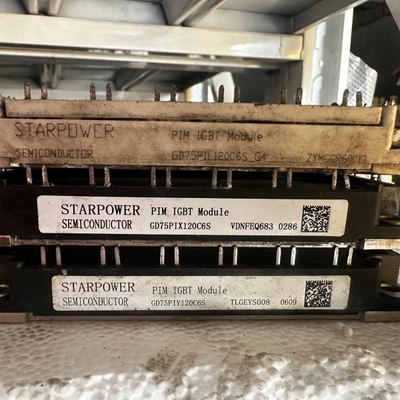 STARPOWER PIM IGBT Module
SEMICONDUCTOR GD75PIL120C6S_G4
STARPOWER PIM IGBT Module
SEMICONDUCTOR GD75PIX120C6S VDNFEQ683 0286
STARPOWER PIM IGBT Module
SEMICONDUCTOR GD75PIY120C6S TLGEYS008 0609